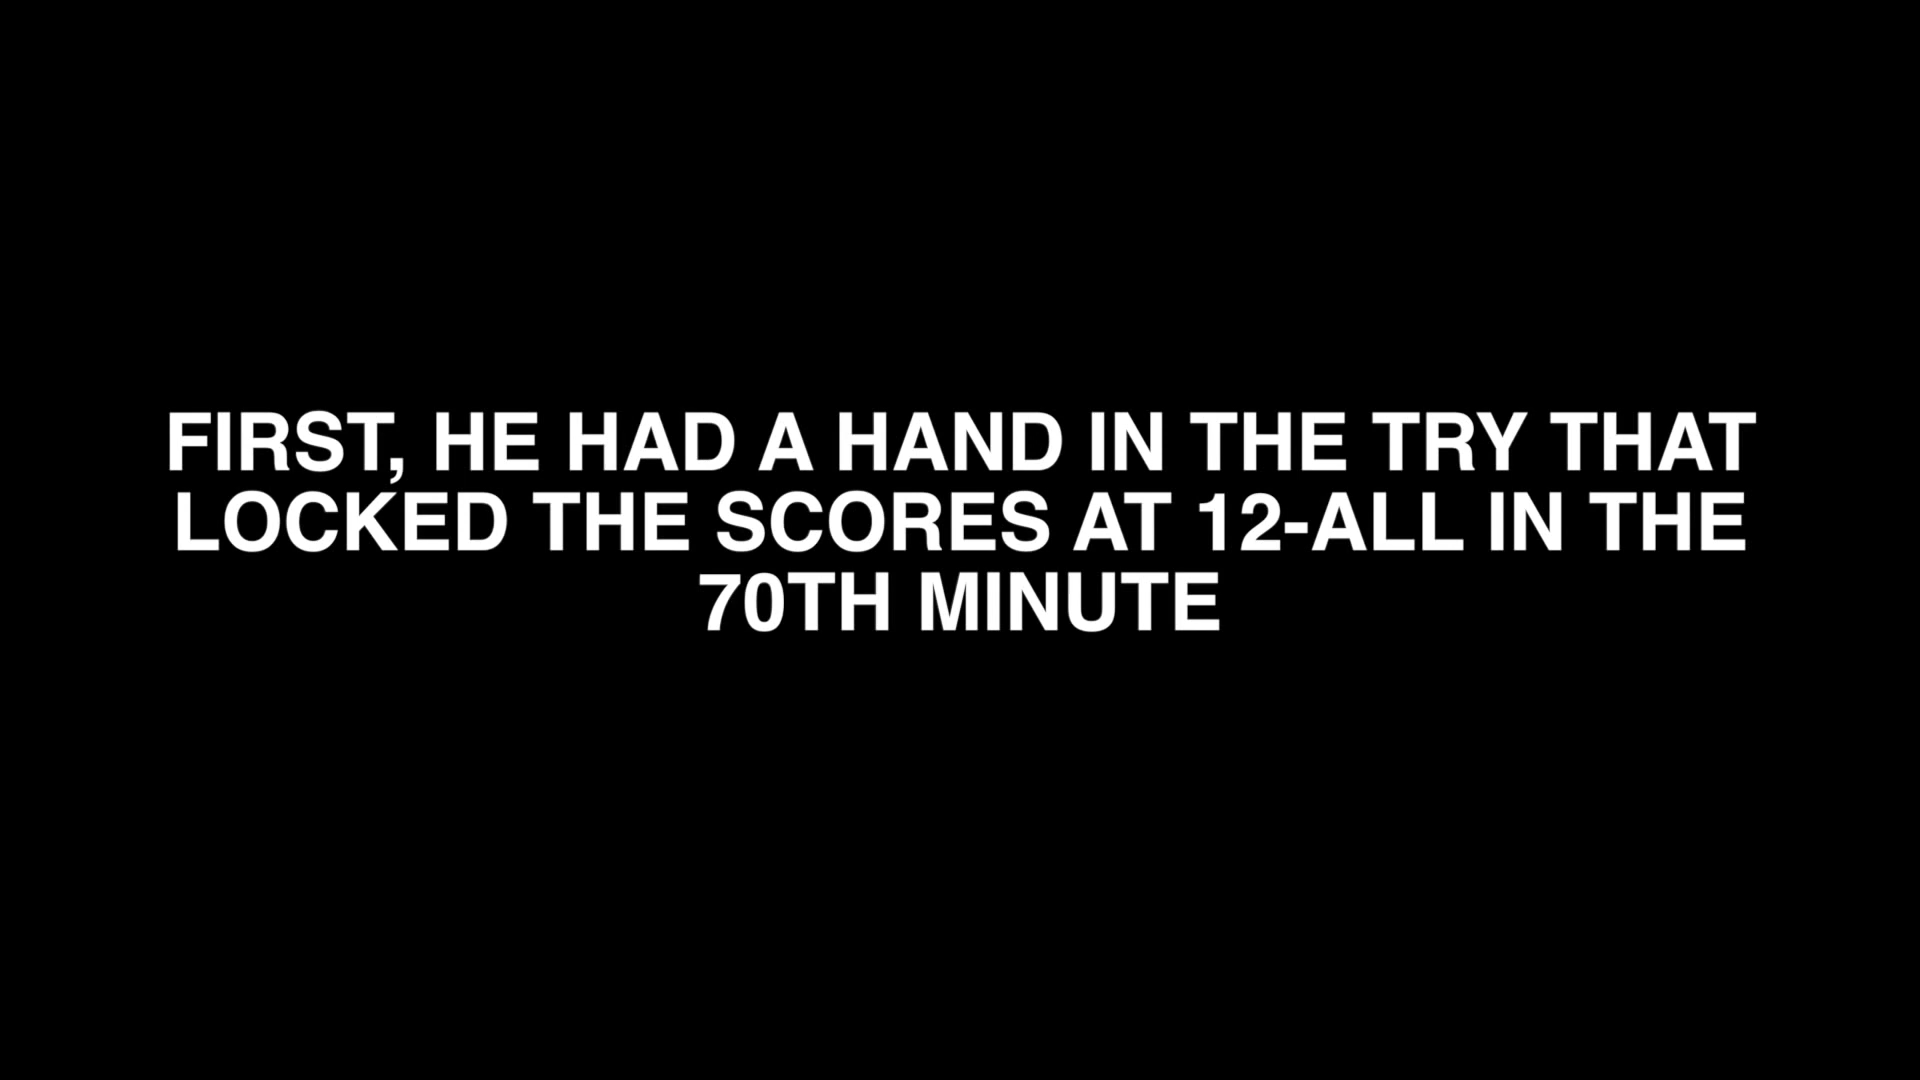 FIRST, HE HAD A HAND IN THE TRY THAT
LOCKED THE SCORES AT 12-ALL IN THE
70TH MINUTE